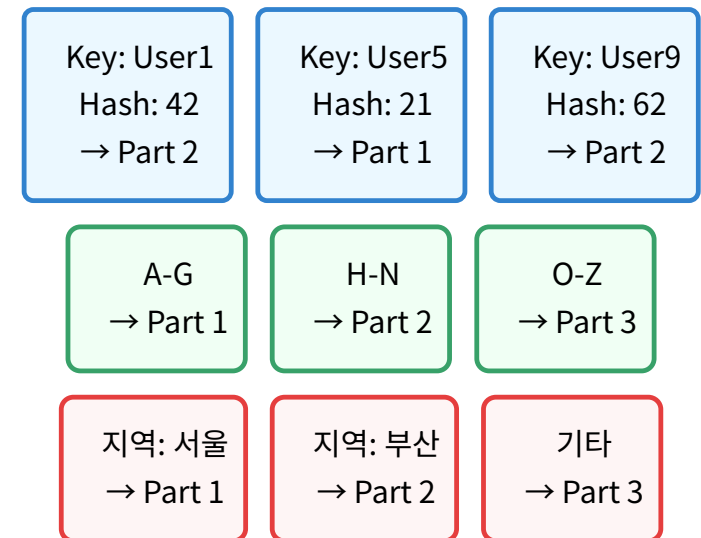 Key: User1
Hash: 42
→ Part 2
Key: User5
Hash: 21
→ Part 1
Key: User9
Hash: 62
→ Part 2
A-G
→ Part 1
H-N
→ Part 2
O-Z
→ Part 3
지역: 서울
→ Part 1
지역: 부산
→ Part 2
기타
→ Part 3